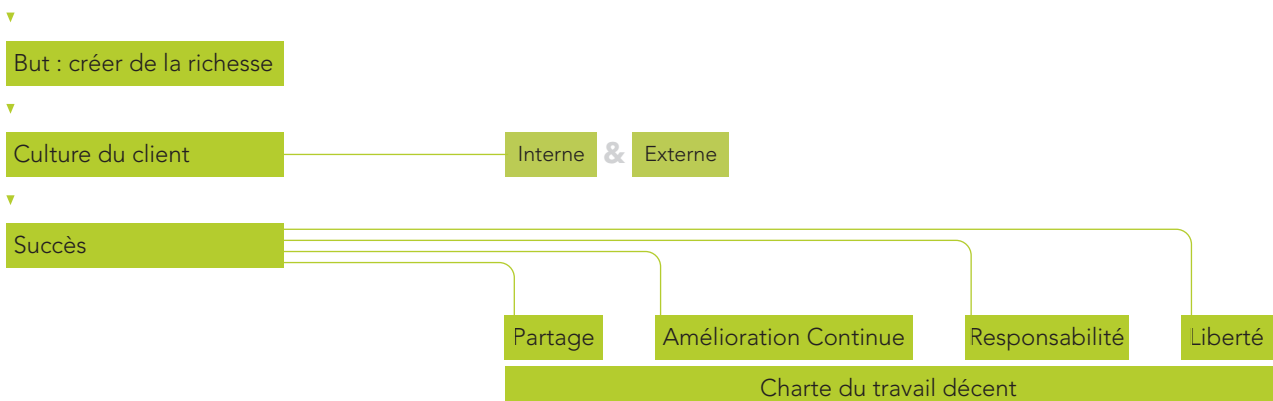 But : créer de la richesse
Culture du client
Interne & Externe
Succès
Partage
Amélioration Continue
Responsabilité
Liberté
Charte du travail décent